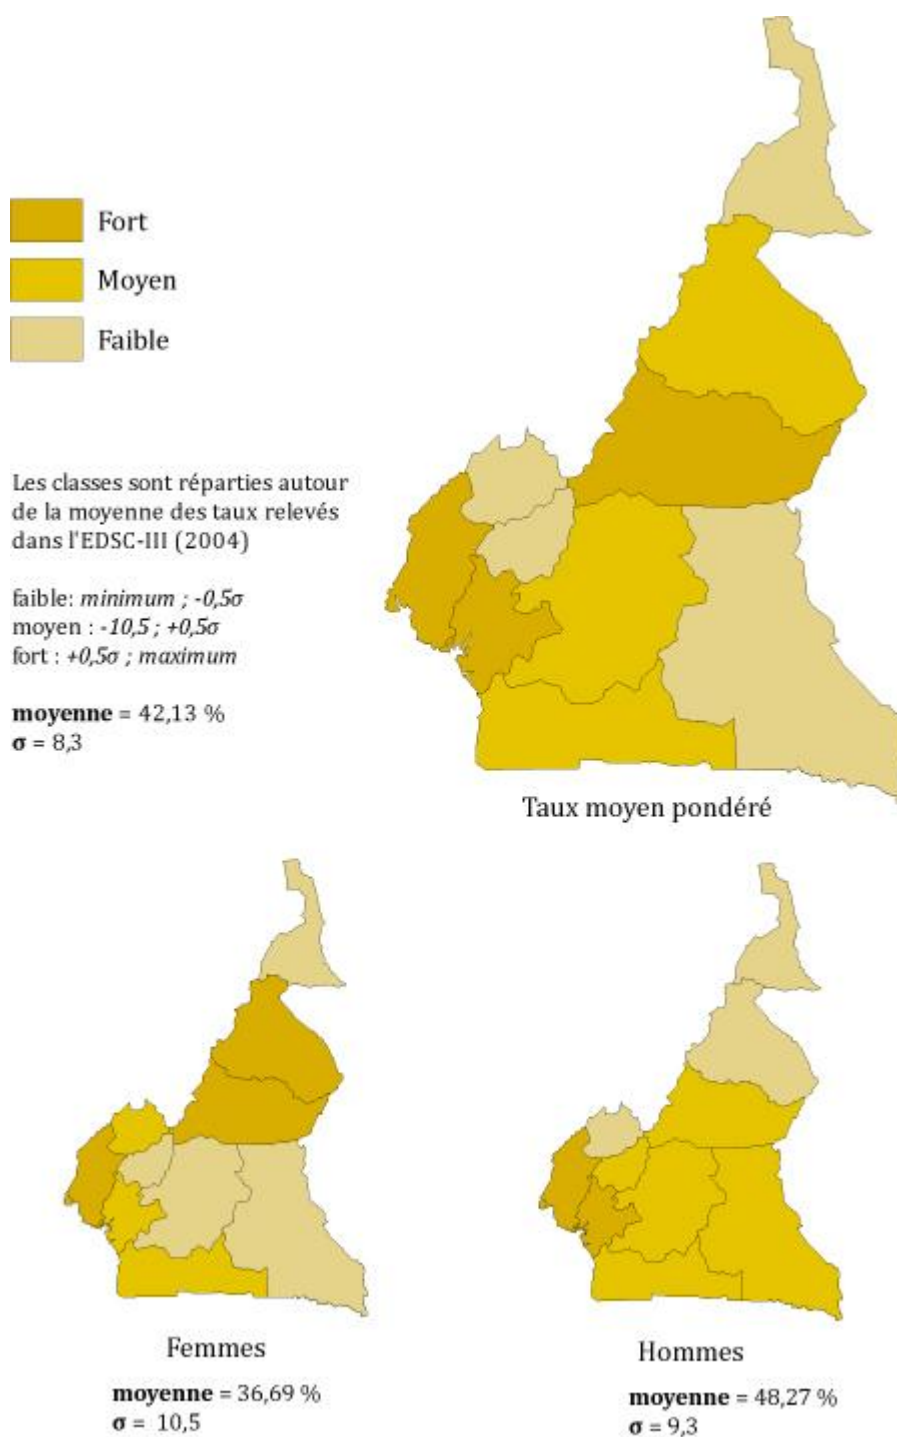 Fort
Moyen
Faible
Les classes sont réparties autour
de la moyenne des taux relevés
dans l'EDSC-III (2004)
faible: minimum ; -0,5σ
moyen : -10,5 ; +0,5σ
fort : +0,5σ ; maximum
moyenne = 42,13 %
σ = 8,3
Taux moyen pondéré
Femmes
moyenne = 36,69 %
σ = 10,5
Hommes
moyenne = 48,27 %
σ = 9,3